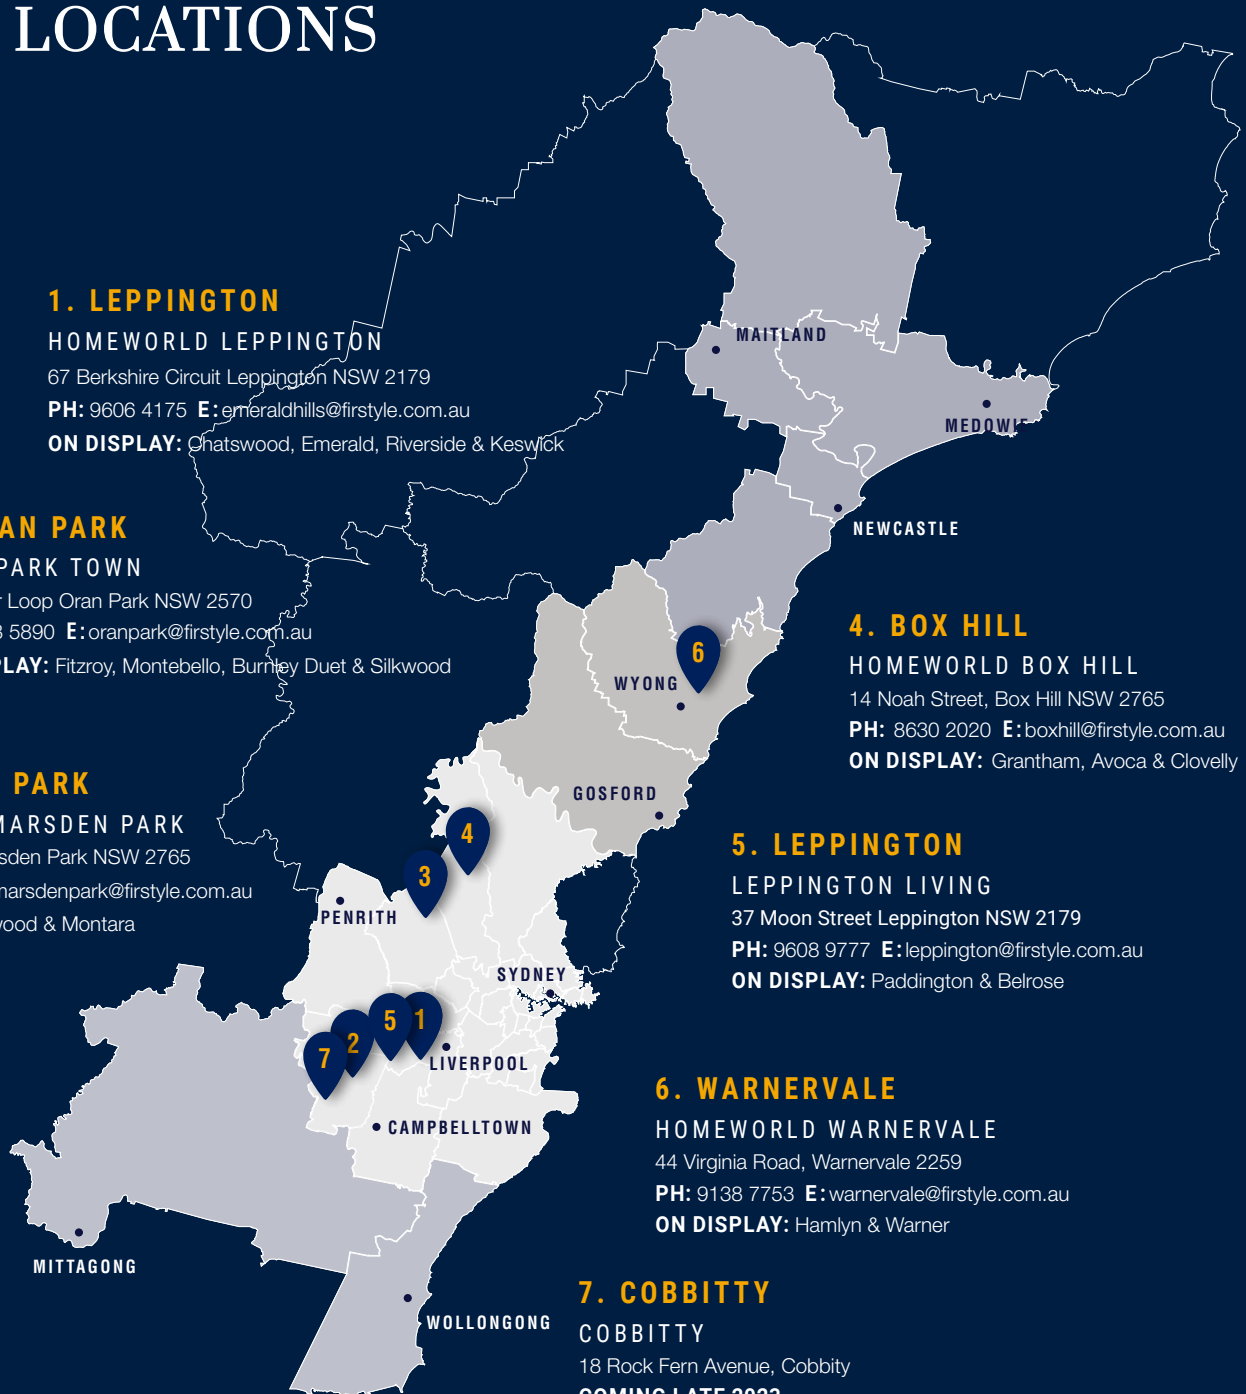 LOCATIONS
1. LEPPINGTON
HOMEWORLD LEPPINGTON
67 Berkshire Circuit Leppington NSW 2179
PH: 9606 4175 E: emeraldhills@firstyle.com.au
ON DISPLAY: Chatswood, Emerald, Riverside & Keswick
AN PARK
PARK TOWN
Loop Oran Park NSW 2570
5890 E: oranpark@firstyle.com.au
LAY: Fitzroy, Montebello, Burnley Duet & Silkwood
PARK
MARSDEN PARK
sden Park NSW 2765
marsdenpark@firstyle.com.au
wood & Montara
4. BOX HILL
HOMEWORLD BOX HILL
14 Noah Street, Box Hill NSW 2765
PH: 8630 2020 E: boxhill@firstyle.com.au
ON DISPLAY: Grantham, Avoca & Clovelly
5. LEPPINGTON
LEPPINGTON LIVING
37 Moon Street Leppington NSW 2179
PH: 9608 9777 E: leppington@firstyle.com.au
ON DISPLAY: Paddington & Belrose
6. WARNERVALE
HOMEWORLD WARNERVALE
44 Virginia Road, Warnervale 2259
PH: 9138 7753 E: warnervale@firstyle.com.au
ON DISPLAY: Hamlyn & Warner
7. COBBITTY
COBBITTY
18 Rock Fern Avenue, Cobbity
COMING LATE 2023
MAITLAND
MEDOWIE
NEWCASTLE
6
WYONG
GOSFORD
4
3
PENRITH
SYDNEY
5
1
2
7
LIVERPOOL
CAMPBELLTOWN
MITTAGONG
WOLLONGONG